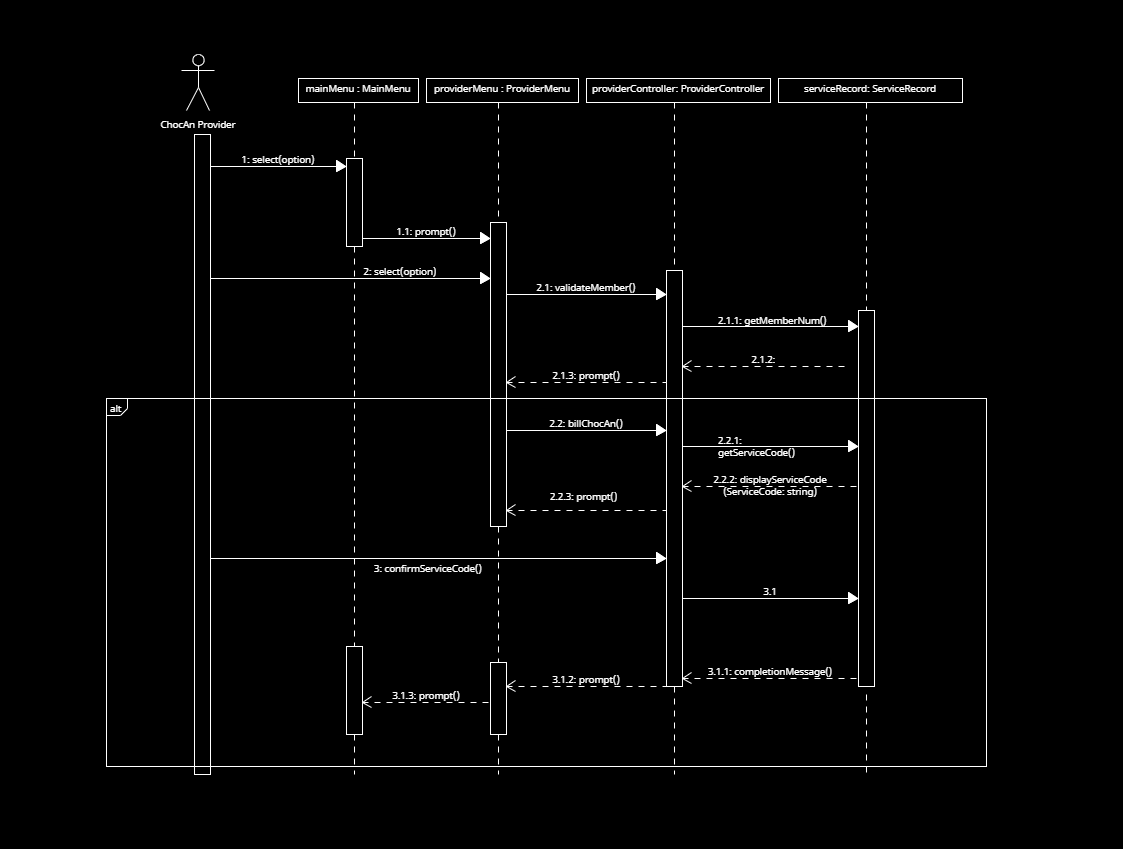 ChocAn Provider
mainMenu : MainMenu
providerMenu : ProviderMenu
providerController: ProviderController
serviceRecord: ServiceRecord
1: select(option)
1.1: prompt()
2: select(option)
2.1: validateMember()
2.1.1: getMemberNum()
2.1.2:
2.1.3: prompt()
alt
2.2: billChocAn()
2.2.1:
getServiceCode()
2.2.2: displayServiceCode
(ServiceCode: string)
2.2.3: prompt()
3: confirmServiceCode()
3.1
3.1.1: completionMessage()
3.1.2: prompt()
3.1.3: prompt()